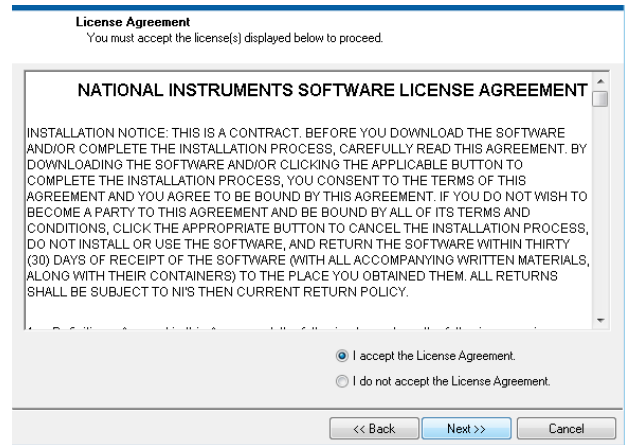 License Agreement
You must accept the license(s) displayed below to proceed.
NATIONAL INSTRUMENTS SOFTWARE LICENSE AGREEMENT
INSTALLATION NOTICE: THIS IS A CONTRACT. BEFORE YOU DOWNLOAD THE SOFTWARE
AND/OR COMPLETE THE INSTALLATION PROCESS, CAREFULLY READ THIS AGREEMENT. BY
DOWNLOADING THE SOFTWARE AND/OR CLICKING THE APPLICABLE BUTTON TO
COMPLETE THE INSTALLATION PROCESS, YOU CONSENT TO THE TERMS OF THIS
AGREEMENT AND YOU AGREE TO BE BOUND BY THIS AGREEMENT. IF YOU DO NOT WISH TO
BECOME A PARTY TO THIS AGREEMENT AND BE BOUND BY ALL OF ITS TERMS AND
CONDITIONS, CLICK THE APPROPRIATE BUTTON TO CANCEL THE INSTALLATION PROCESS,
DO NOT INSTALL OR USE THE SOFTWARE, AND RETURN THE SOFTWARE WITHIN THIRTY
(30) DAYS OF RECEIPT OF THE SOFTWARE (WITH ALL ACCOMPANYING WRITTEN MATERIALS,
ALONG WITH THEIR CONTAINERS) TO THE PLACE YOU OBTAINED THEM. ALL RETURNS
SHALL BE SUBJECT TO NI'S THEN CURRENT RETURN POLICY.
I accept the License Agreement.
I do not accept the License Agreement.
<< Back
Next >>
Cancel